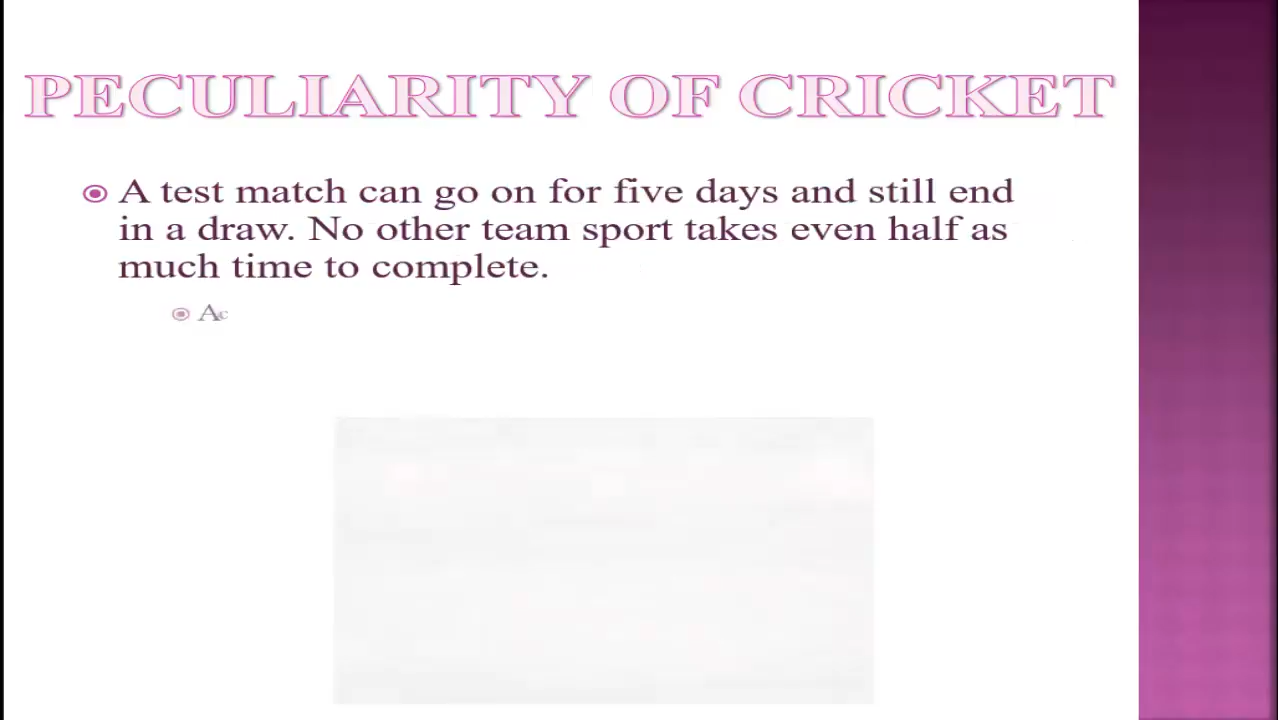 PECULIARITY OF CRICKET
A test match can go on for five days and still end
in a draw. No other team sport takes even half as
much time to complete.
Ac